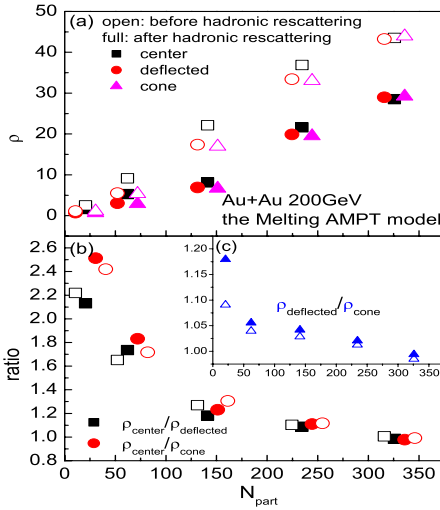 (a) open: before hadronic rescattering
full: after hadronic rescattering
center
deflected
cone
Au+Au 200GeV
the Melting AMPT model
ρ
50
40
30
20
10
0
(b)
(c)
ρdeflected/ρcone
1.20
1.15
1.10
1.05
1.00
0 50 100 150 200 250 300 350
ρcenter/ρdeflected
ρcenter/ρcone
ratio
2.6
2.4
2.2
2.0
1.8
1.6
1.4
1.2
1.0
0.8
0 50 100 150 200 250 300 350
Npart